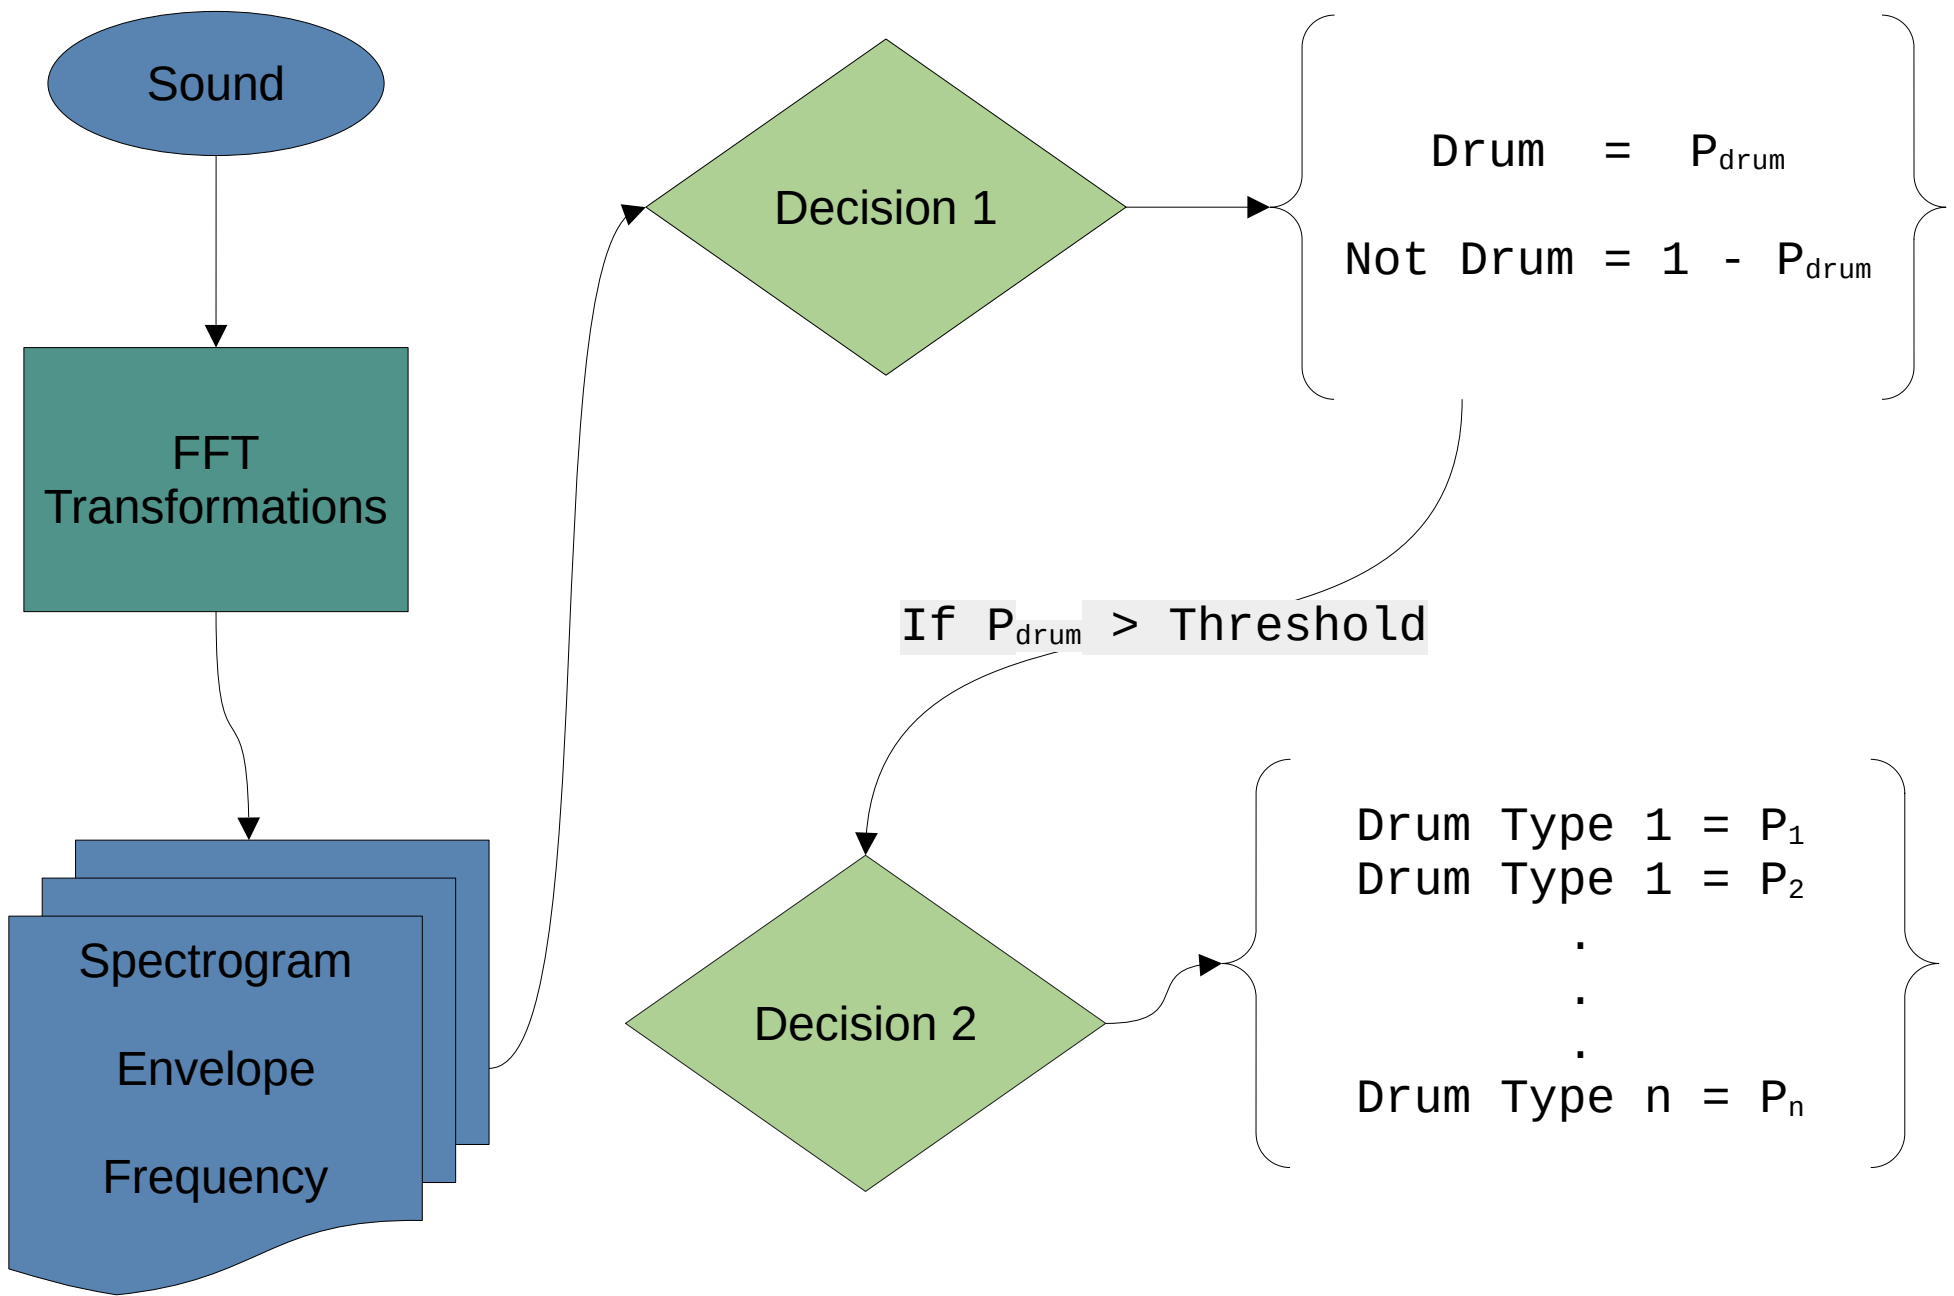 Sound
FFT
Transformations
Spectrogram
Envelope
Frequency
Decision 1
Drum = Pdrum
Not Drum = 1 - Pdrum
If Pdrum > Threshold
Decision 2
Drum Type 1 = P1
Drum Type 1 = P2
.
.
.
Drum Type n = Pn